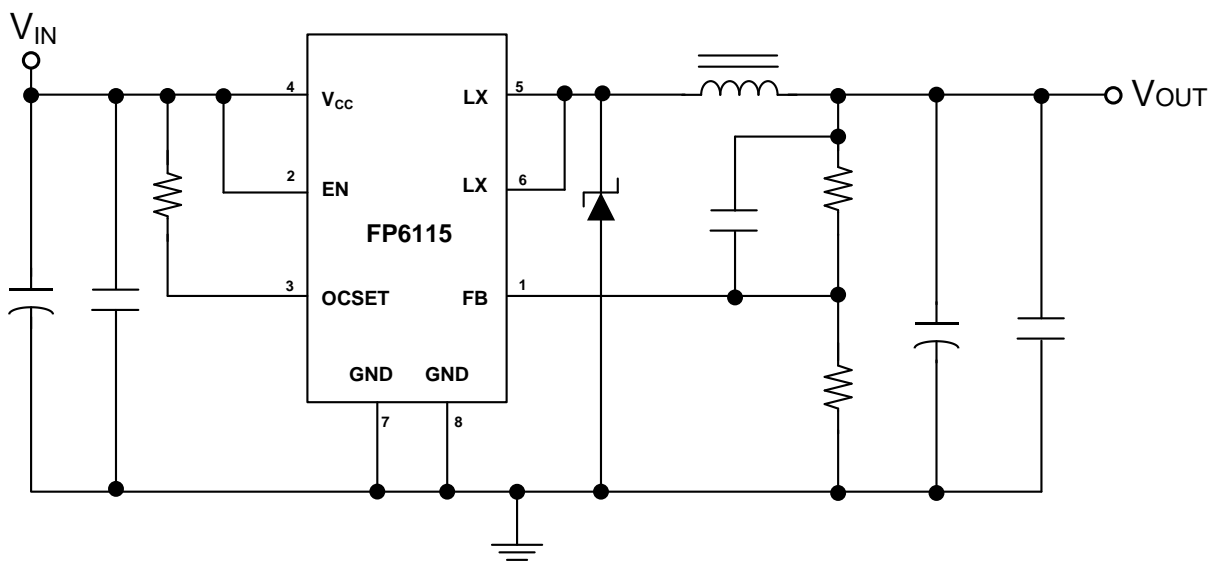 VIN
4 VCC LX 5
VOUT
2 EN LX 6
FP6115
3 OCSET FB 1
GND GND
7 8